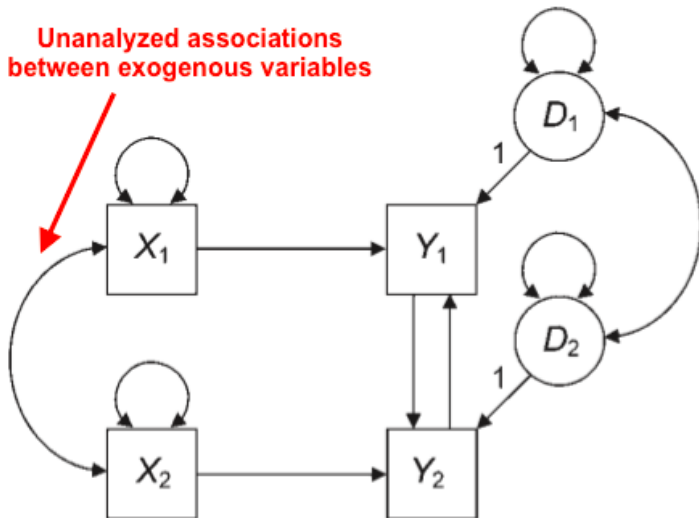 Unanalyzed associations
between exogenous variables
D1
1
X1
Y1
D2
1
X2
Y2